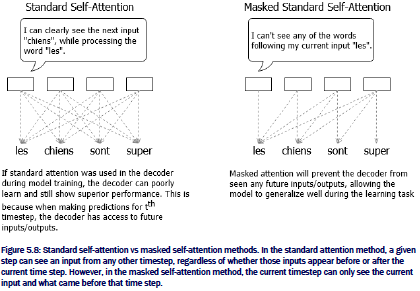 Standard Self-Attention
I can clearly see the next input
"chiens", while processing the
word "les".
les chiens sont super
If standard attention was used in the decoder
during model training, the decoder can poorly
learn and still show superior performance. This is
because when making predictions for tth
timestep, the decoder has access to future
inputs/outputs.
Masked Standard Self-Attention
I can't see any of the words
following my current input "les".
les chiens sont super
Masked attention will prevent the decoder from
seen any future inputs/outputs, allowing the
model to generalize well during the learning task
Figure 5.8: Standard self-attention vs masked self-attention methods. In the standard attention method, a given
step can see an input from any other timestep, regardless of whether those inputs appear before or after the
current time step. However, in the masked self-attention method, the current timestep can only see the current
input and what came before that time step.